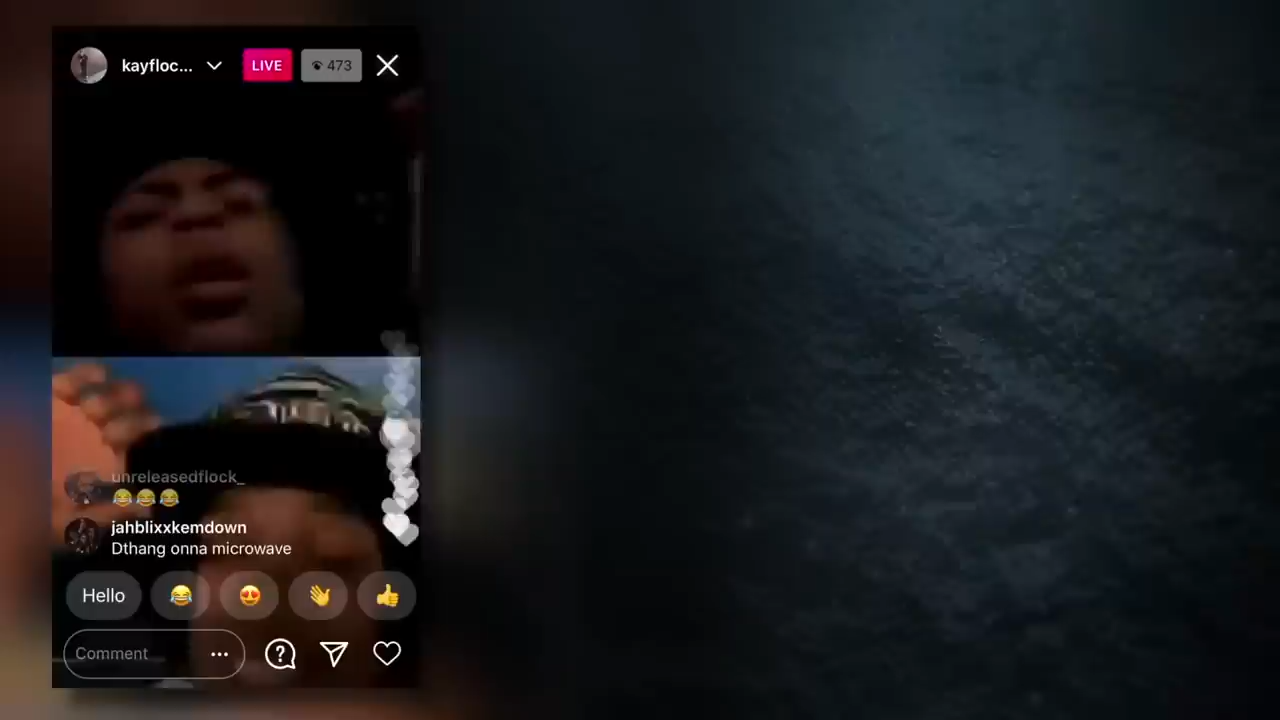 kayfloc...
LIVE
473
unreleasedflock_
😂😂😂
jahblixxkemdown
Dthang onna microwave
Hello 😂 😍 👋 👍
Comment